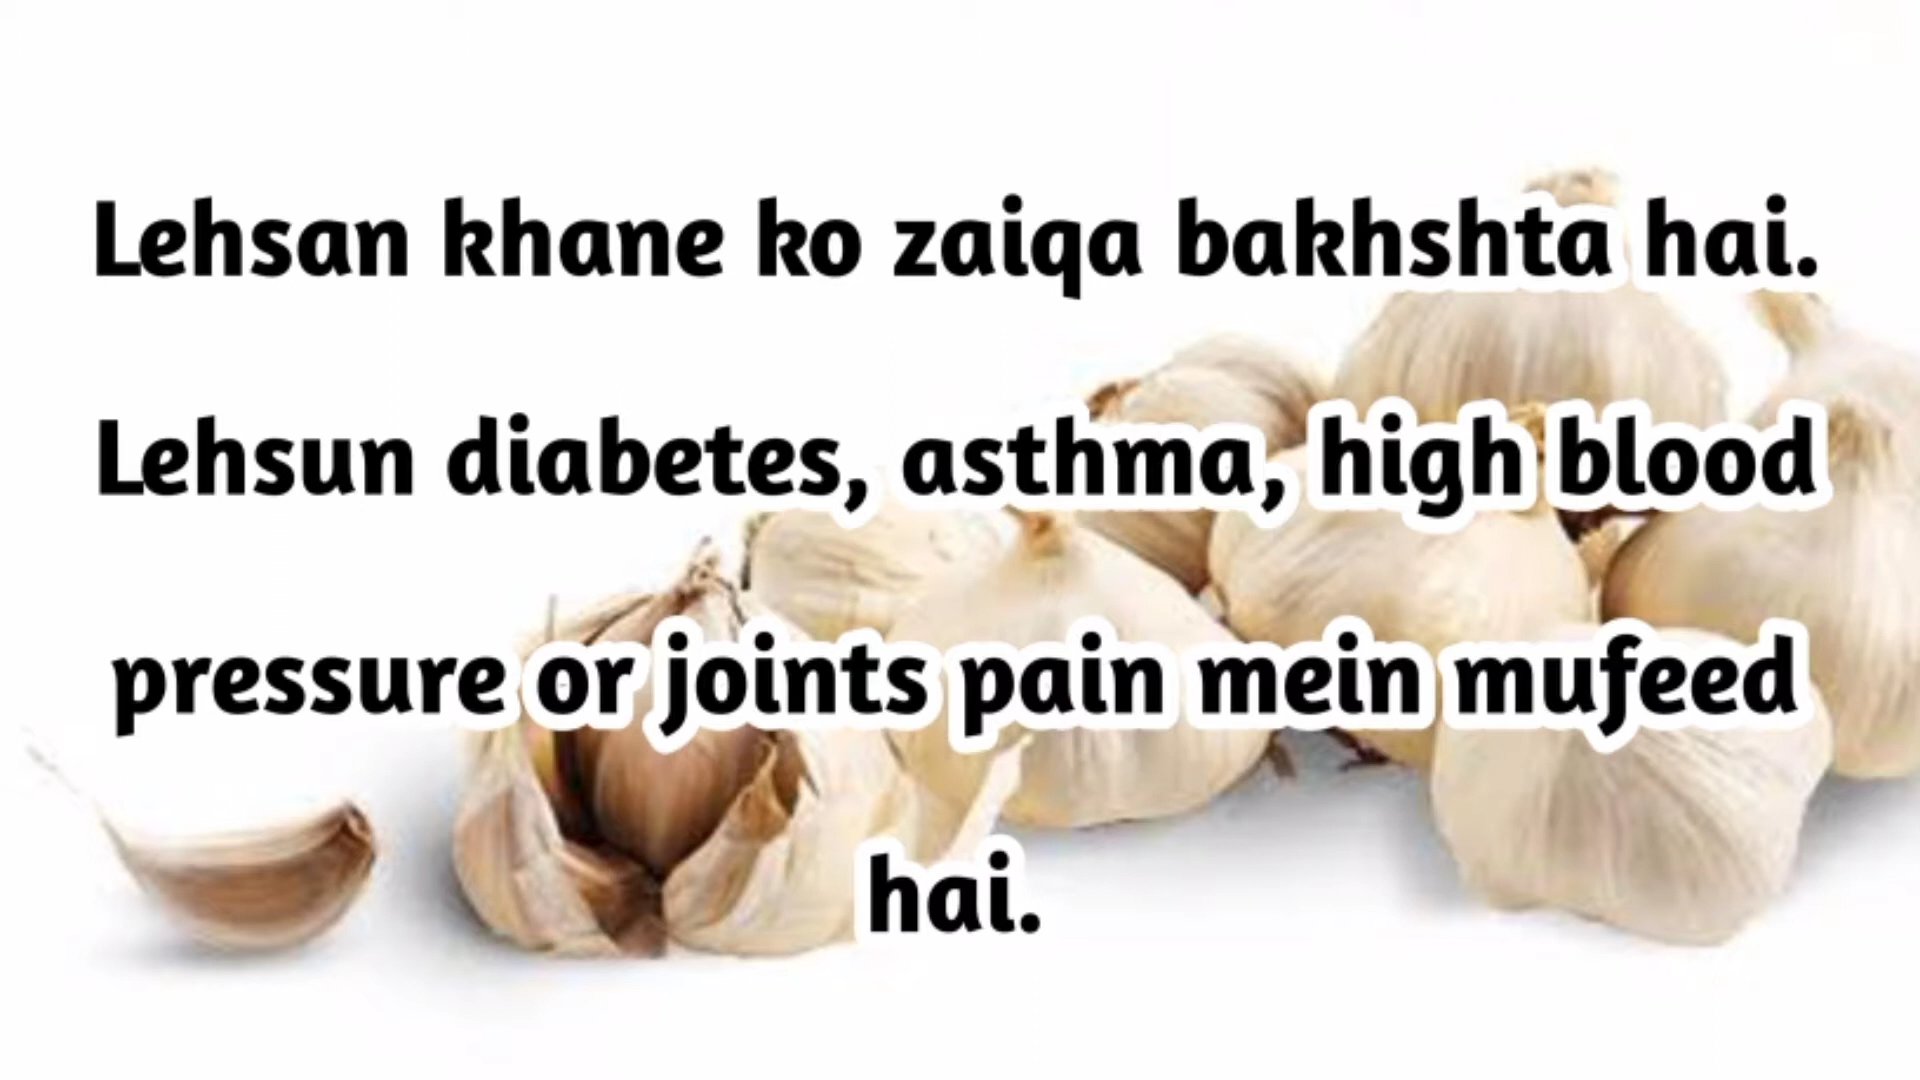 Lehsan khane ko zaiqa bakhshta hai.
Lehsun diabetes, asthma, high blood
pressure or joints pain mein mufeed
hai.